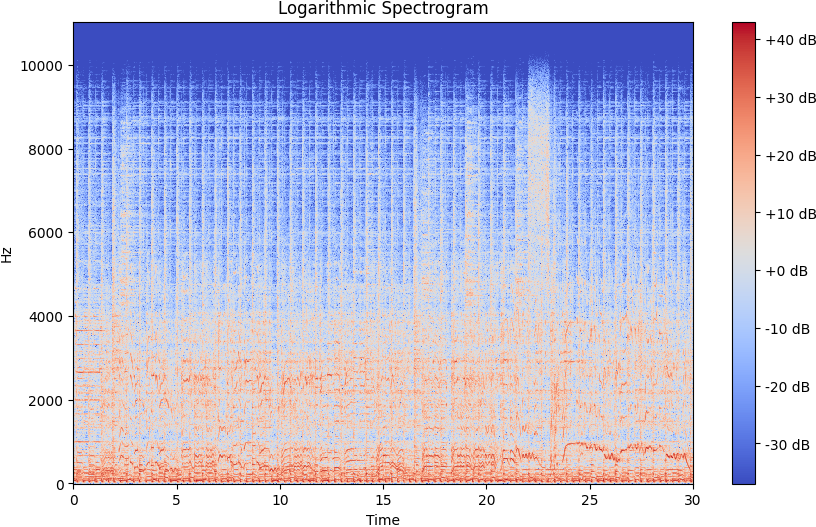 Logarithmic Spectrogram
Hz
10000
8000
6000
4000
2000
0
0 5 10 15 20 25 30
Time
+40 dB
+30 dB
+20 dB
+10 dB
+0 dB
-10 dB
-20 dB
-30 dB